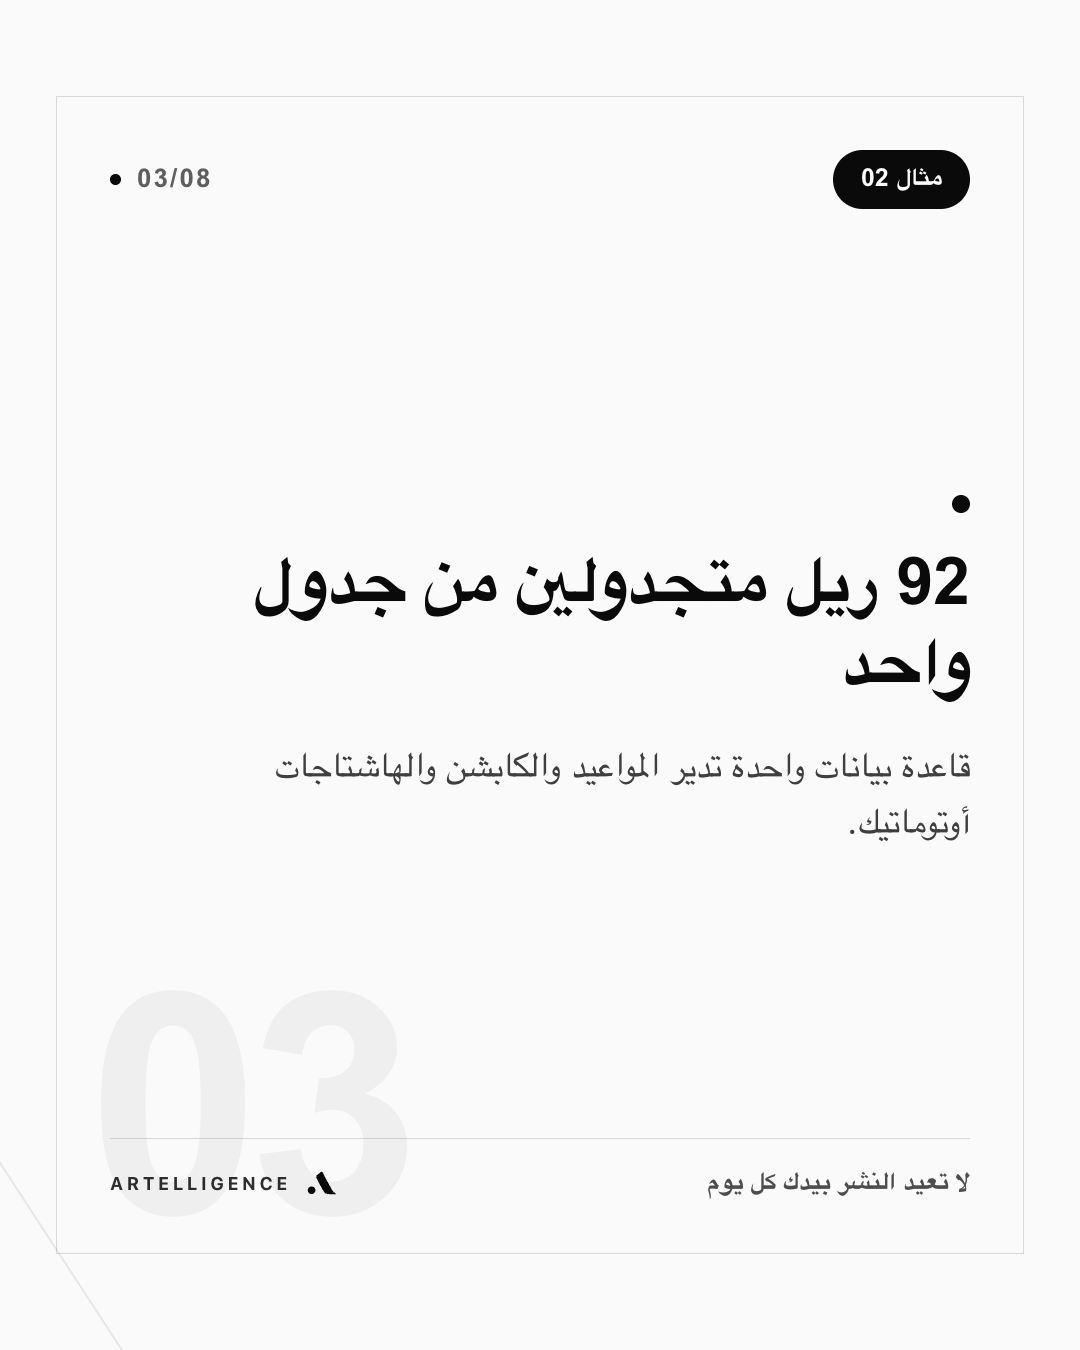 مثال 02
03/08
92 ريل متجدولين من جدول
واحد
قاعدة بيانات واحدة تدير المواعيد والكابشن والهاشتاجات
أوتوماتيك.
03
لا تعيد النشر بيدك كل يوم
ARTELLIGENCE